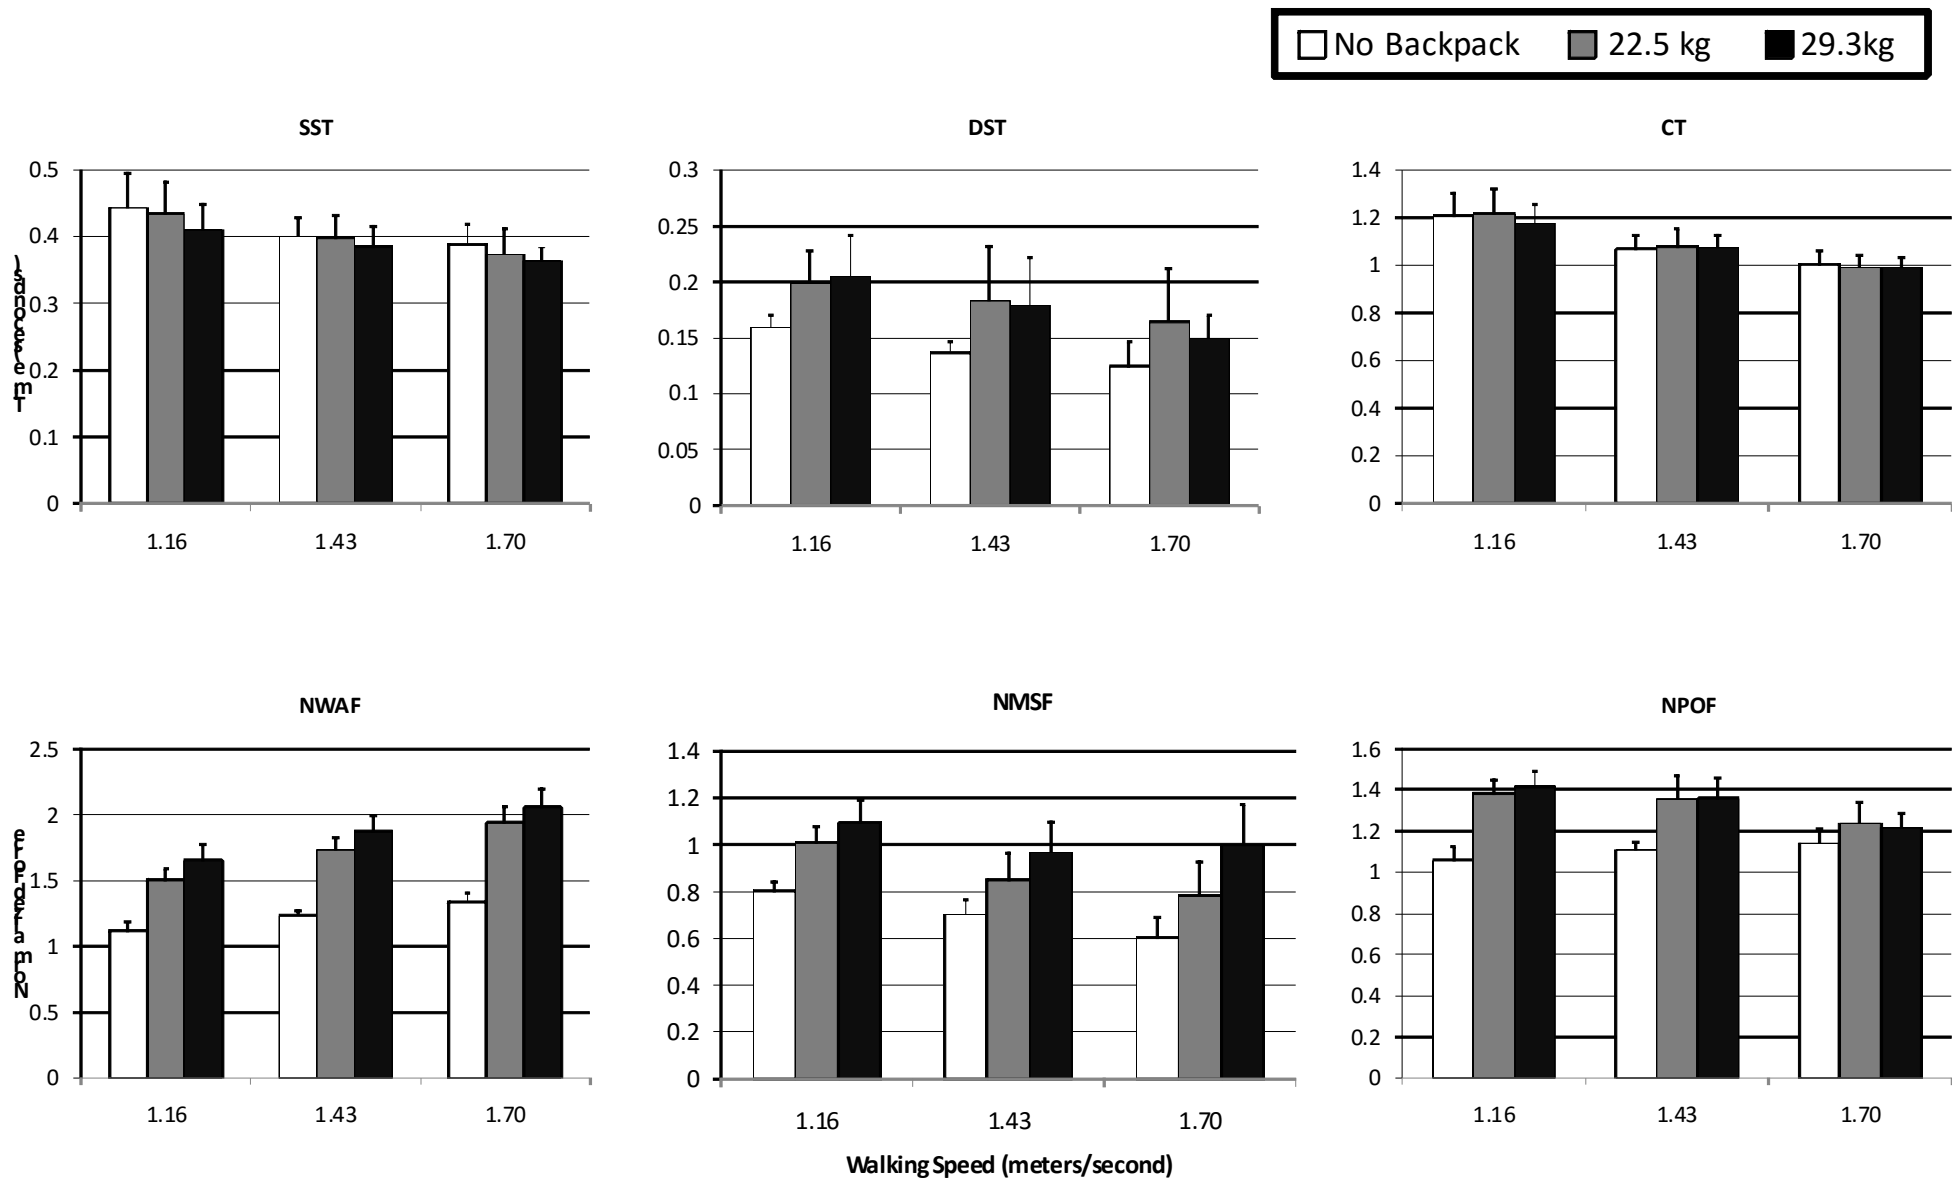 No Backpack 22.5 kg 29.3kg
SST DST CT
0.5 0.3 1.4
0.4 0.25 1.2
0.3 0.2 1
0.2 0.15 0.8
0.1 0.1 0.6
0 0.05 0.4
0 0.2
0
1.16 1.43 1.70 1.16 1.43 1.70 1.16 1.43 1.70
Time (seconds)
NWAF NMSF NPOF
2.5 1.4 1.6
2 1.2 1.4
1.5 1 1.2
1 0.8 1
0.5 0.6 0.8
0 0.4 0.6
0.2 0.4
0 0.2
0
1.16 1.43 1.70 1.16 1.43 1.70 1.16 1.43 1.70
Normalized Force
Walking Speed (meters/second)